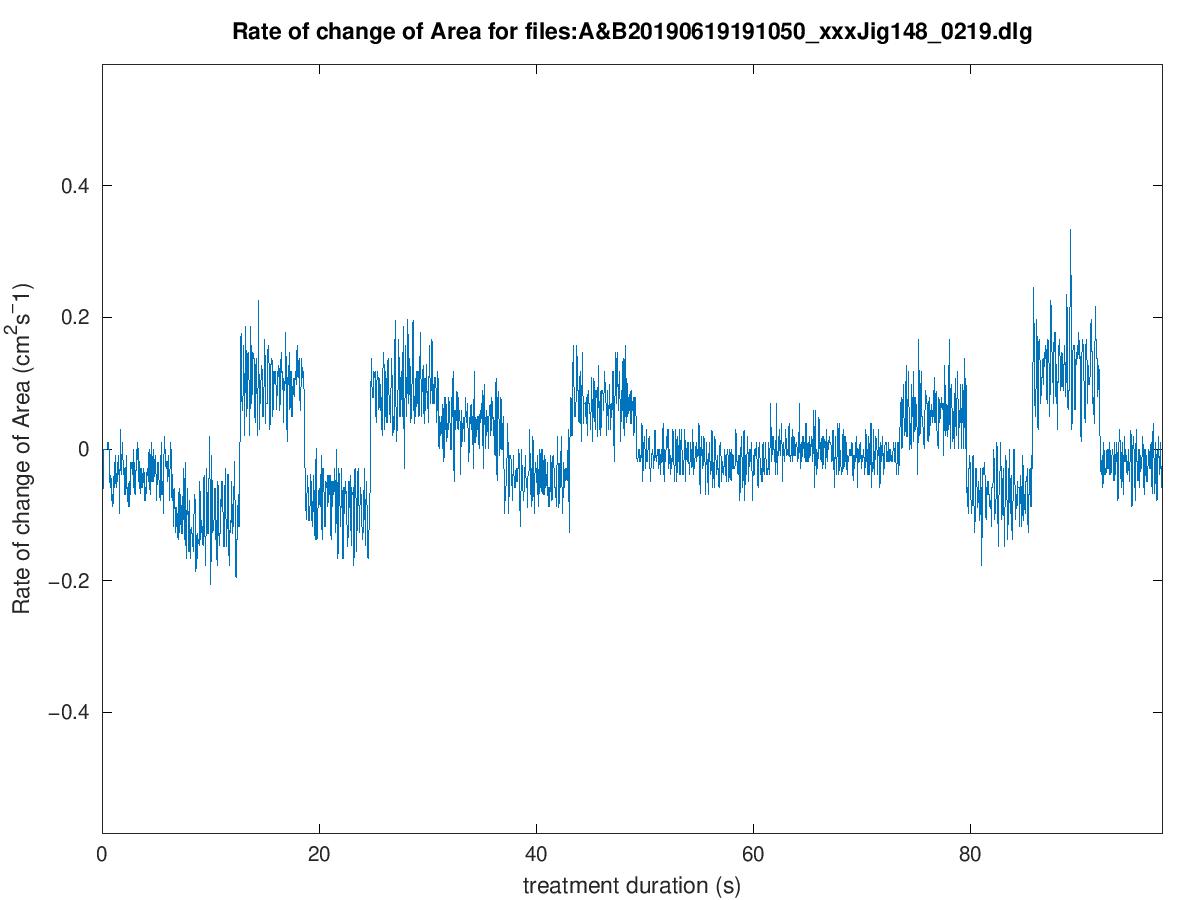 Rate of change of Area for files:A&B20190619191050_xxxJig148_0219.dlg
Rate of change of Area (cm2s−1)
0.4
0.2
0
−0.2
−0.4
0 20 40 60 80
treatment duration (s)